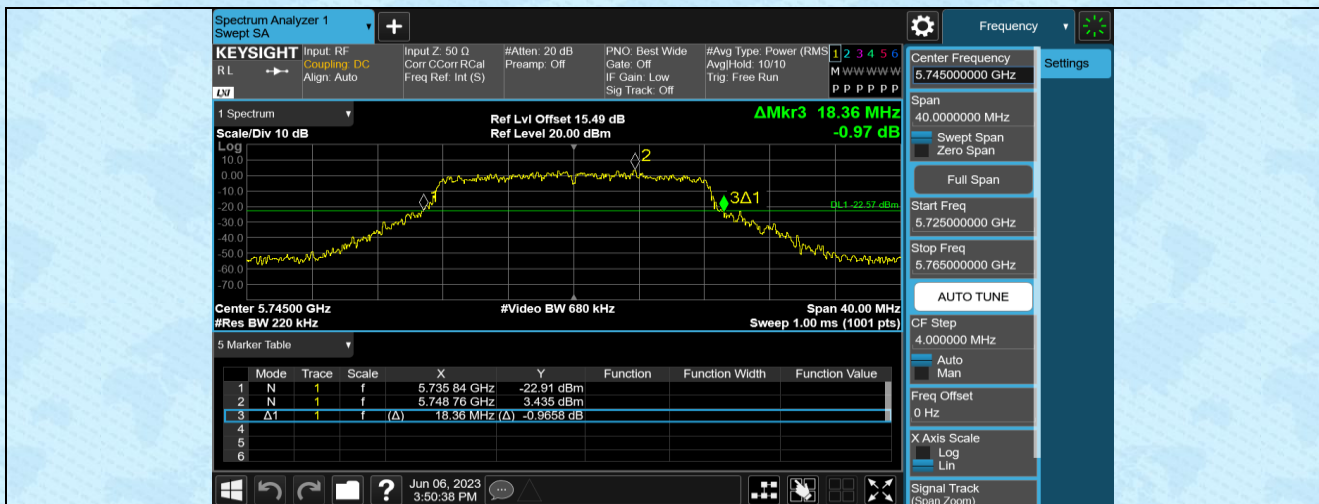 Spectrum Analyzer 1
Swept SA
+
Frequency
KEYSIGHT
RL
LXI
Input: RF
Coupling: DC
Align: Auto
Input Z: 50 Ω
Corr CCorr RCal
Freq Ref: Int (S)
#Atten: 20 dB
Preamp: Off
PNO: Best Wide
Gate: Off
IF Gain: Low
Sig Track: Off
#Avg Type: Power (RMS
Avg|Hold: 10/10
Trig: Free Run
1 2 3 4 5 6
M W W W W W
P P P P P P
1 Spectrum
Scale/Div 10 dB
Ref Lvl Offset 15.49 dB
Ref Level 20.00 dBm
ΔMkr3 18.36 MHz
-0.97 dB
Log
10.0
0.00
-10.0
-20.0
-30.0
-40.0
-50.0
-60.0
-70.0
1
2
3Δ1
DL1 -22.57 dBm
Center 5.74500 GHz
#Video BW 680 kHz
Span 40.00 MHz
#Res BW 220 kHz
Sweep 1.00 ms (1001 pts)
5 Marker Table
Mode Trace Scale X Y Function Function Width Function Value
1 N 1 f 5.735 84 GHz -22.91 dBm
2 N 1 f 5.748 76 GHz 3.435 dBm
3 Δ1 1 f (Δ) 18.36 MHz (Δ) -0.9658 dB
4
5
6
?
Jun 06, 2023
3:50:38 PM
Center Frequency
5.745000000 GHz
Settings
Span
40.0000000 MHz
Swept Span
Zero Span
Full Span
Start Freq
5.725000000 GHz
Stop Freq
5.765000000 GHz
AUTO TUNE
CF Step
4.000000 MHz
Auto
Man
Freq Offset
0 Hz
X Axis Scale
Log
Lin
Signal Track
(Span Zoom)